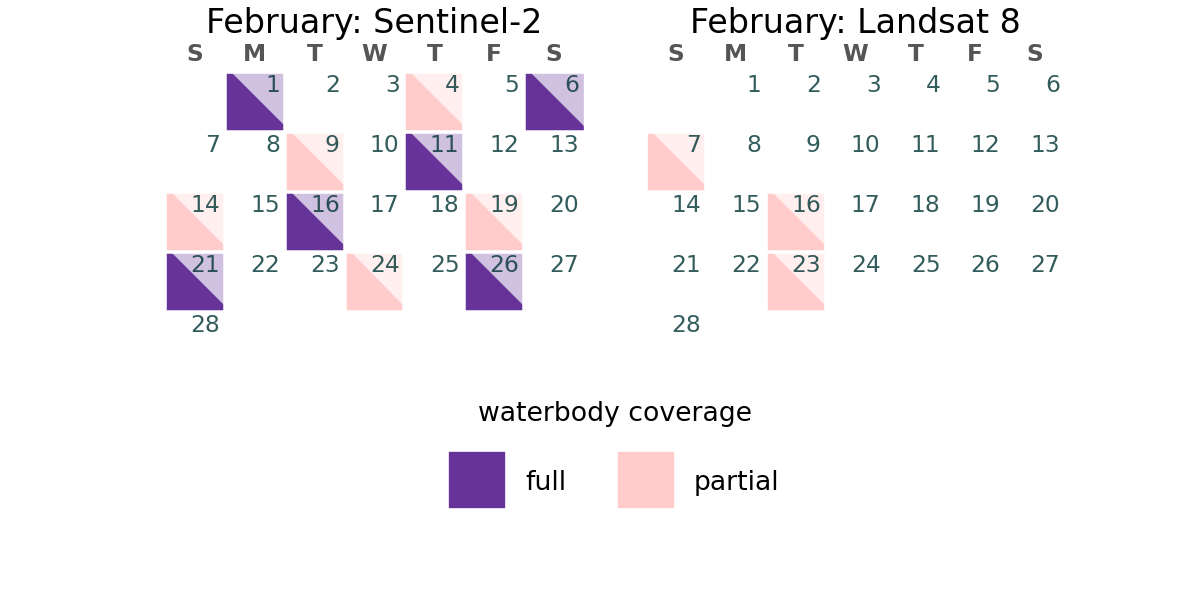 February: Sentinel-2
S M T W T F S
1 2 3 4 5 6
7 8 9 10 11 12 13
14 15 16 17 18 19 20
21 22 23 24 25 26 27
28
February: Landsat 8
S M T W T F S
1 2 3 4 5 6
7 8 9 10 11 12 13
14 15 16 17 18 19 20
21 22 23 24 25 26 27
28
waterbody coverage
full
partial